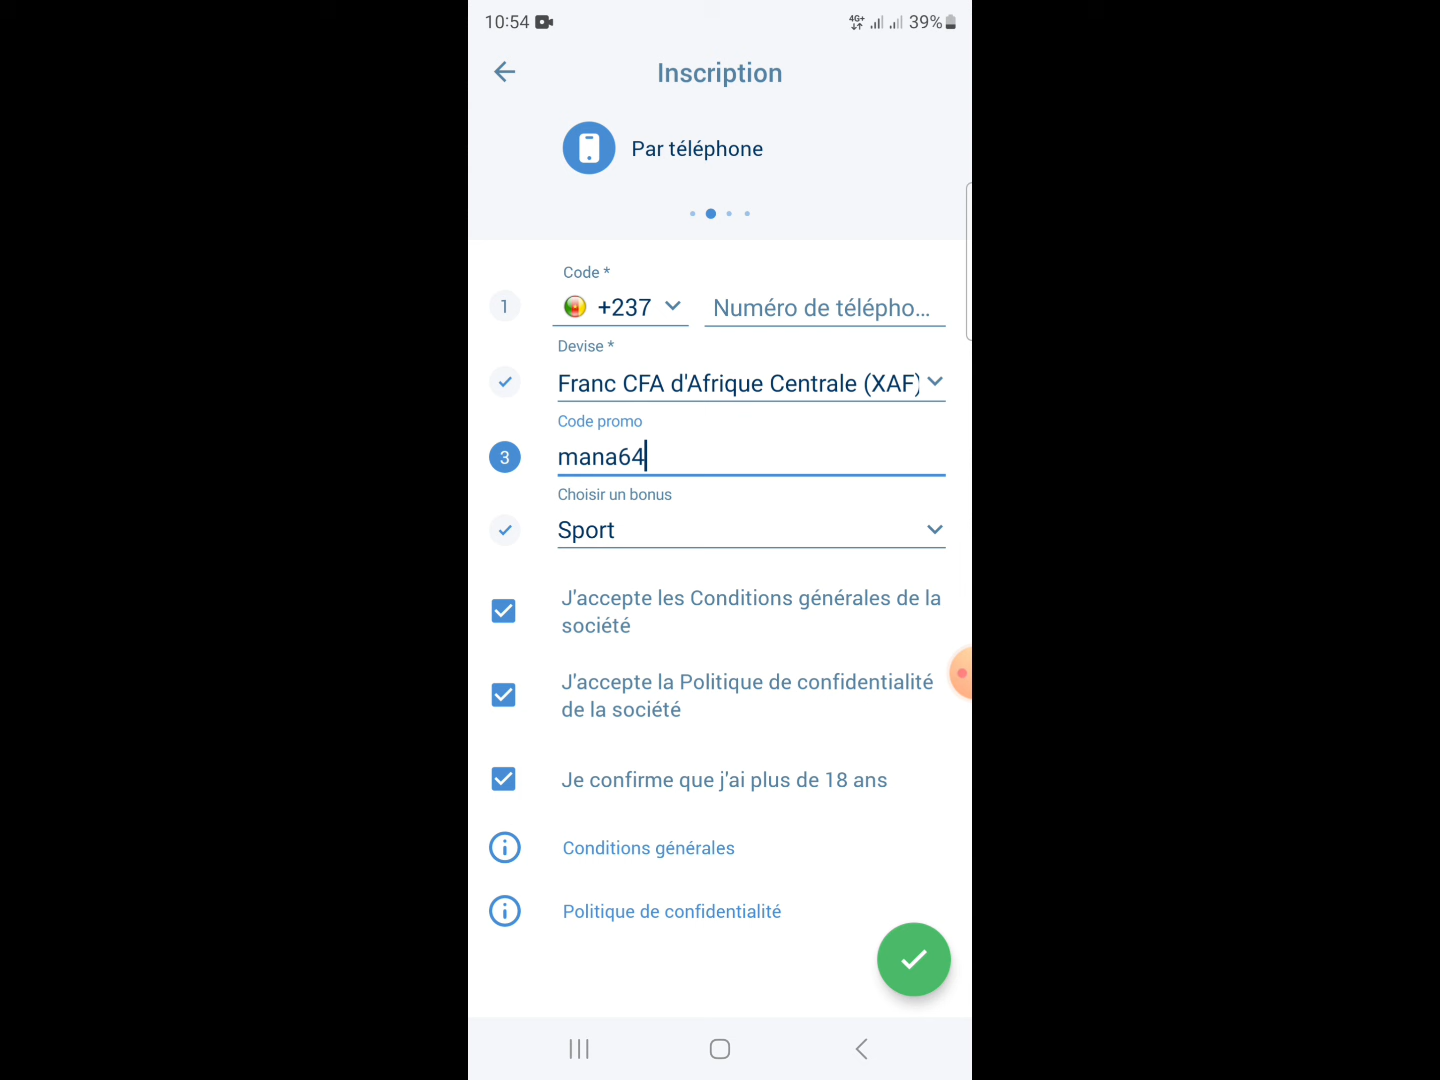 10:54
4G+ 39%
Inscription
Par téléphone
Code *
1 +237 Numéro de télépho...
Devise *
Franc CFA d'Afrique Centrale (XAF)
Code promo
3 mana64
Choisir un bonus
Sport
J'accepte les Conditions générales de la
société
J'accepte la Politique de confidentialité
de la société
Je confirme que j'ai plus de 18 ans
Conditions générales
Politique de confidentialité